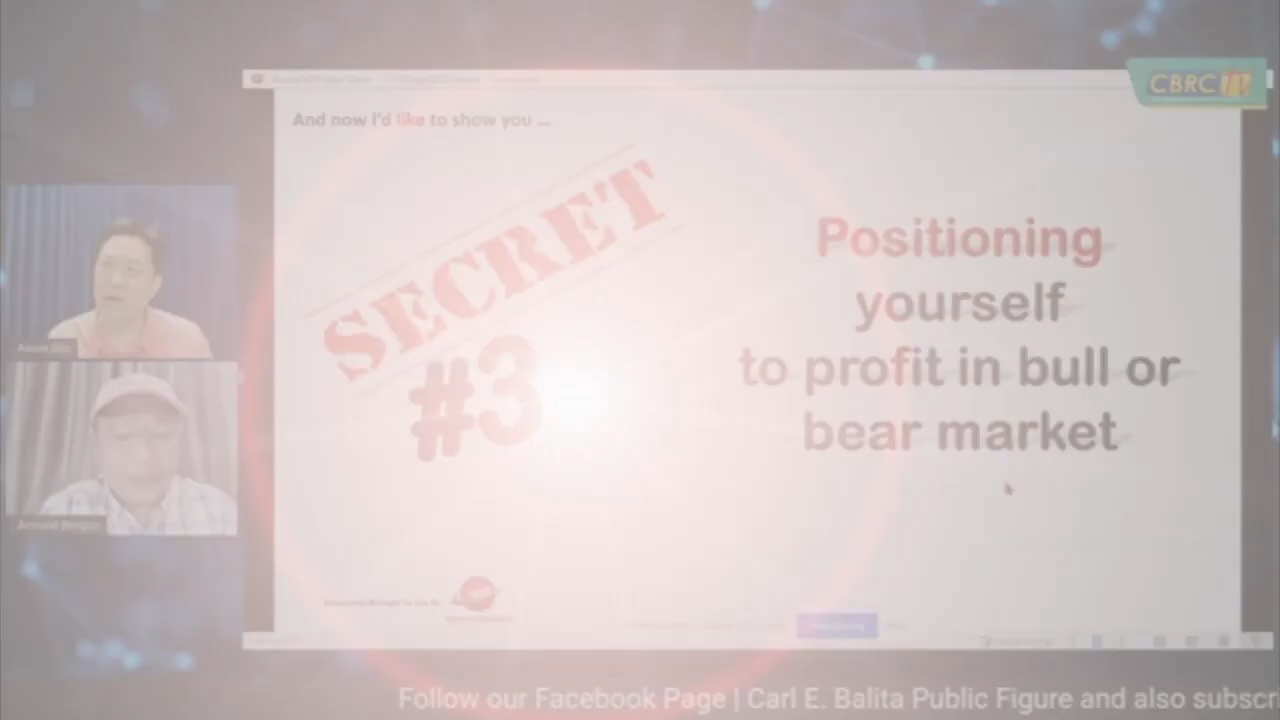 CBRC TV
And now I'd like to show you ...
SECRET
#3
Positioning
yourself
to profit in bull or
bear market
Follow our Facebook Page | Carl E. Balita Public Figure and also subscr